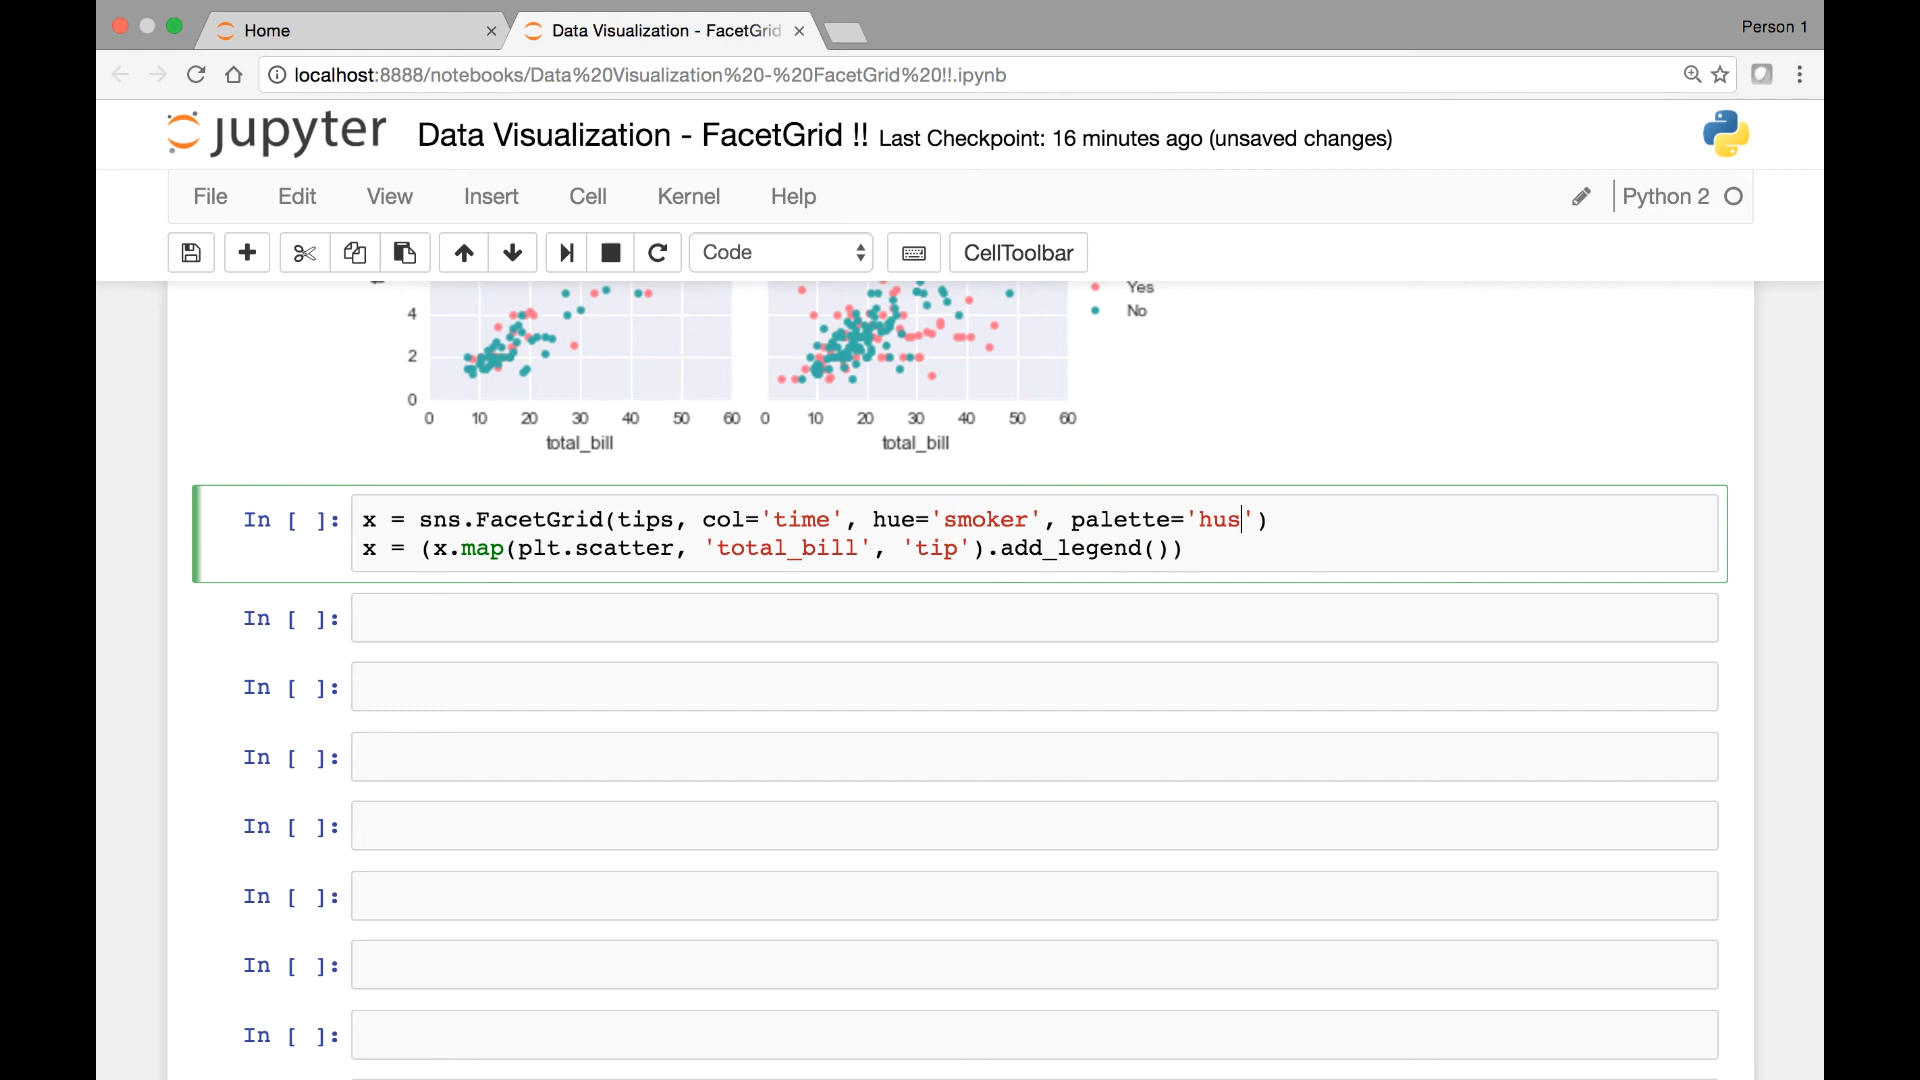 Home
Data Visualization - FacetGrid
Person 1
localhost:8888/notebooks/Data%20Visualization%20-%20FacetGrid%20!!.ipynb
jupyter Data Visualization - FacetGrid !! Last Checkpoint: 16 minutes ago (unsaved changes)
File Edit View Insert Cell Kernel Help Python 2
Code CellToolbar
Yes
4 No
2
0
0 10 20 30 40 50 60 0 10 20 30 40 50 60
total_bill total_bill
In [ ]: x = sns.FacetGrid(tips, col='time', hue='smoker', palette='hus')
x = (x.map(plt.scatter, 'total_bill', 'tip').add_legend())
In [ ]:
In [ ]:
In [ ]:
In [ ]:
In [ ]:
In [ ]:
In [ ]: